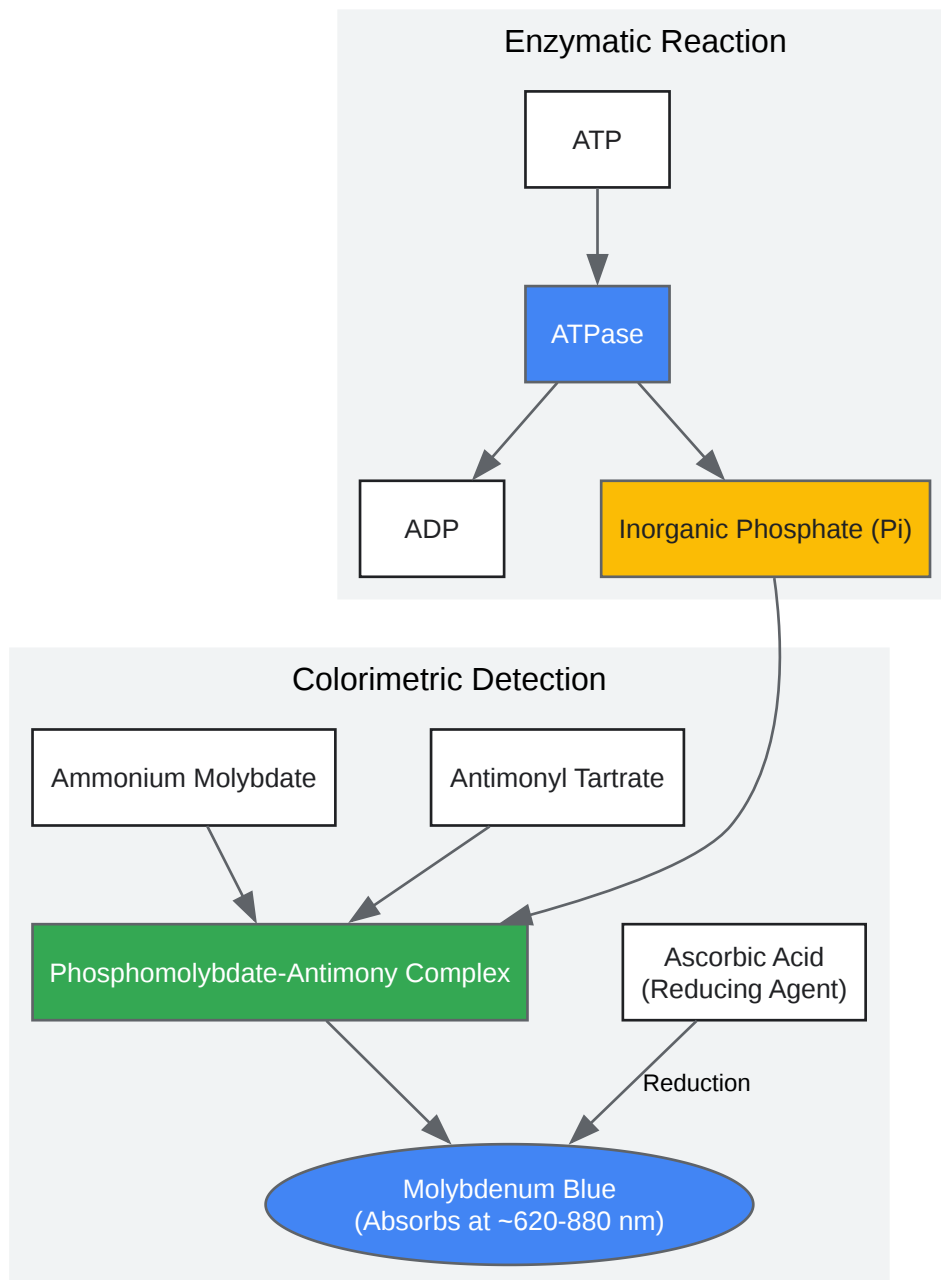 Enzymatic Reaction
ATP
ATPase
ADP
Inorganic Phosphate (Pi)
Colorimetric Detection
Ammonium Molybdate
Antimonyl Tartrate
Phosphomolybdate-Antimony Complex
Ascorbic Acid
(Reducing Agent)
Reduction
Molybdenum Blue
(Absorbs at ~620-880 nm)